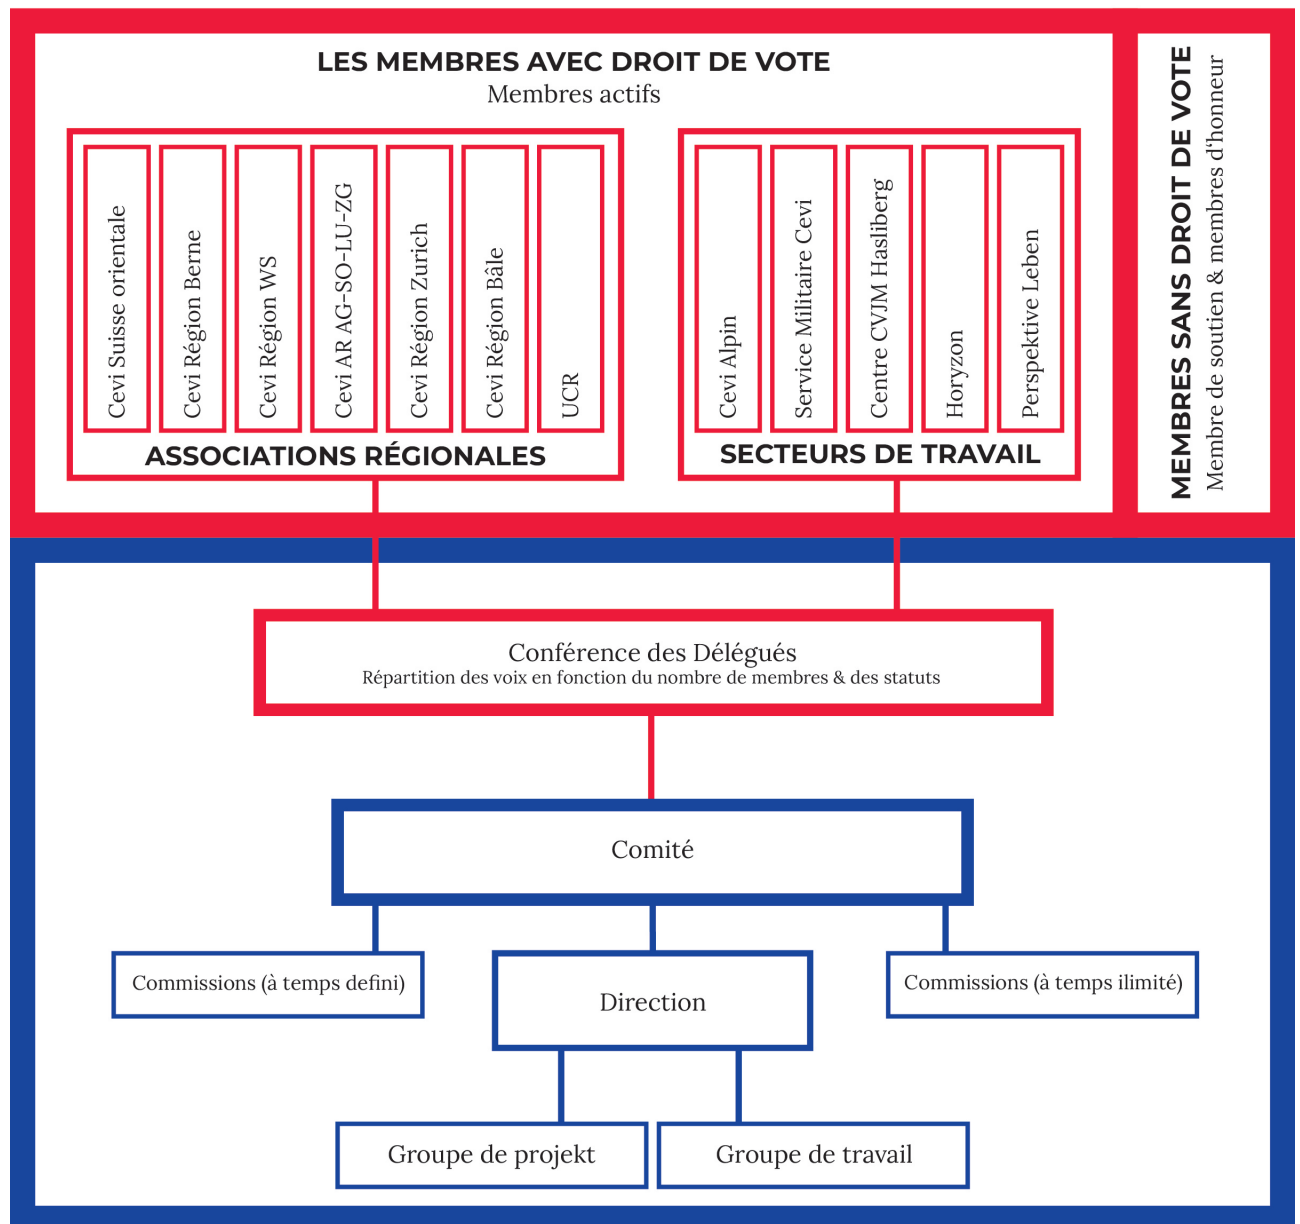 LES MEMBRES AVEC DROIT DE VOTE
Membres actifs
Cevi Suisse orientale
Cevi Région Berne
Cevi Région WS
Cevi AR AG-SO-LU-ZG
Cevi Région Zurich
Cevi Région Bâle
UCR
ASSOCIATIONS RÉGIONALES
Cevi Alpin
Service Militaire Cevi
Centre CVJM Hasliberg
Horyzon
Perspektive Leben
SECTEURS DE TRAVAIL
MEMBRES SANS DROIT DE VOTE
Membre de soutien & membres d'honneur
Conférence des Délégués
Répartition des voix en fonction du nombre de membres & des statuts
Comité
Commissions (à temps defini)
Direction
Commissions (à temps ilimité)
Groupe de projekt
Groupe de travail